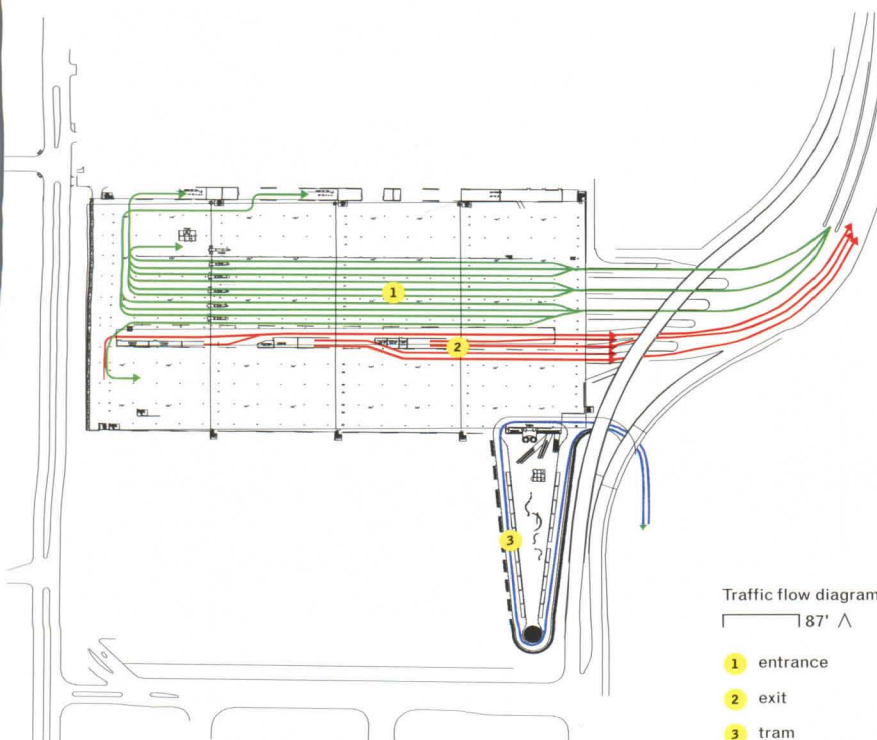 1
2
3
Traffic flow diagram
87'
1 entrance
2 exit
3 tram